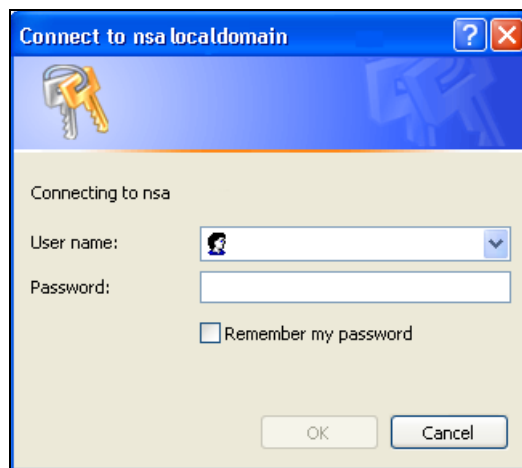 Connect to nsa localdomain
Connecting to nsa
User name:
Password:
Remember my password
OK Cancel